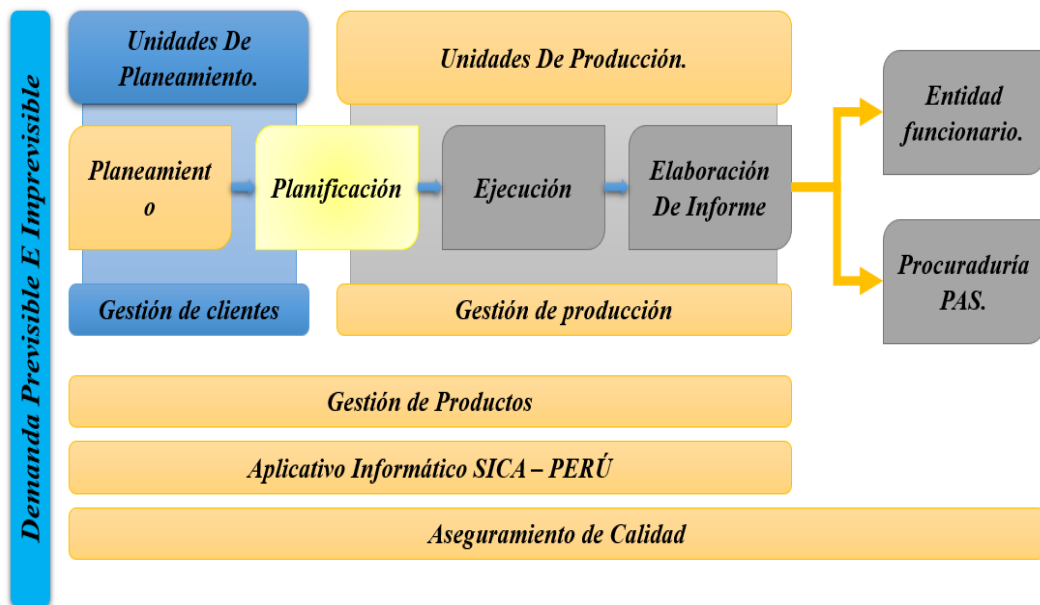 Demanda Previsible E Imprevisible
Unidades De
Planeamiento.
Unidades De Producción.
Planeamient
o
Planificación
Ejecución
Elaboración
De Informe
Entidad
funcionario.
Procuraduría
PAS.
Gestión de clientes
Gestión de producción
Gestión de Productos
Aplicativo Informático SICA – PERÚ
Aseguramiento de Calidad